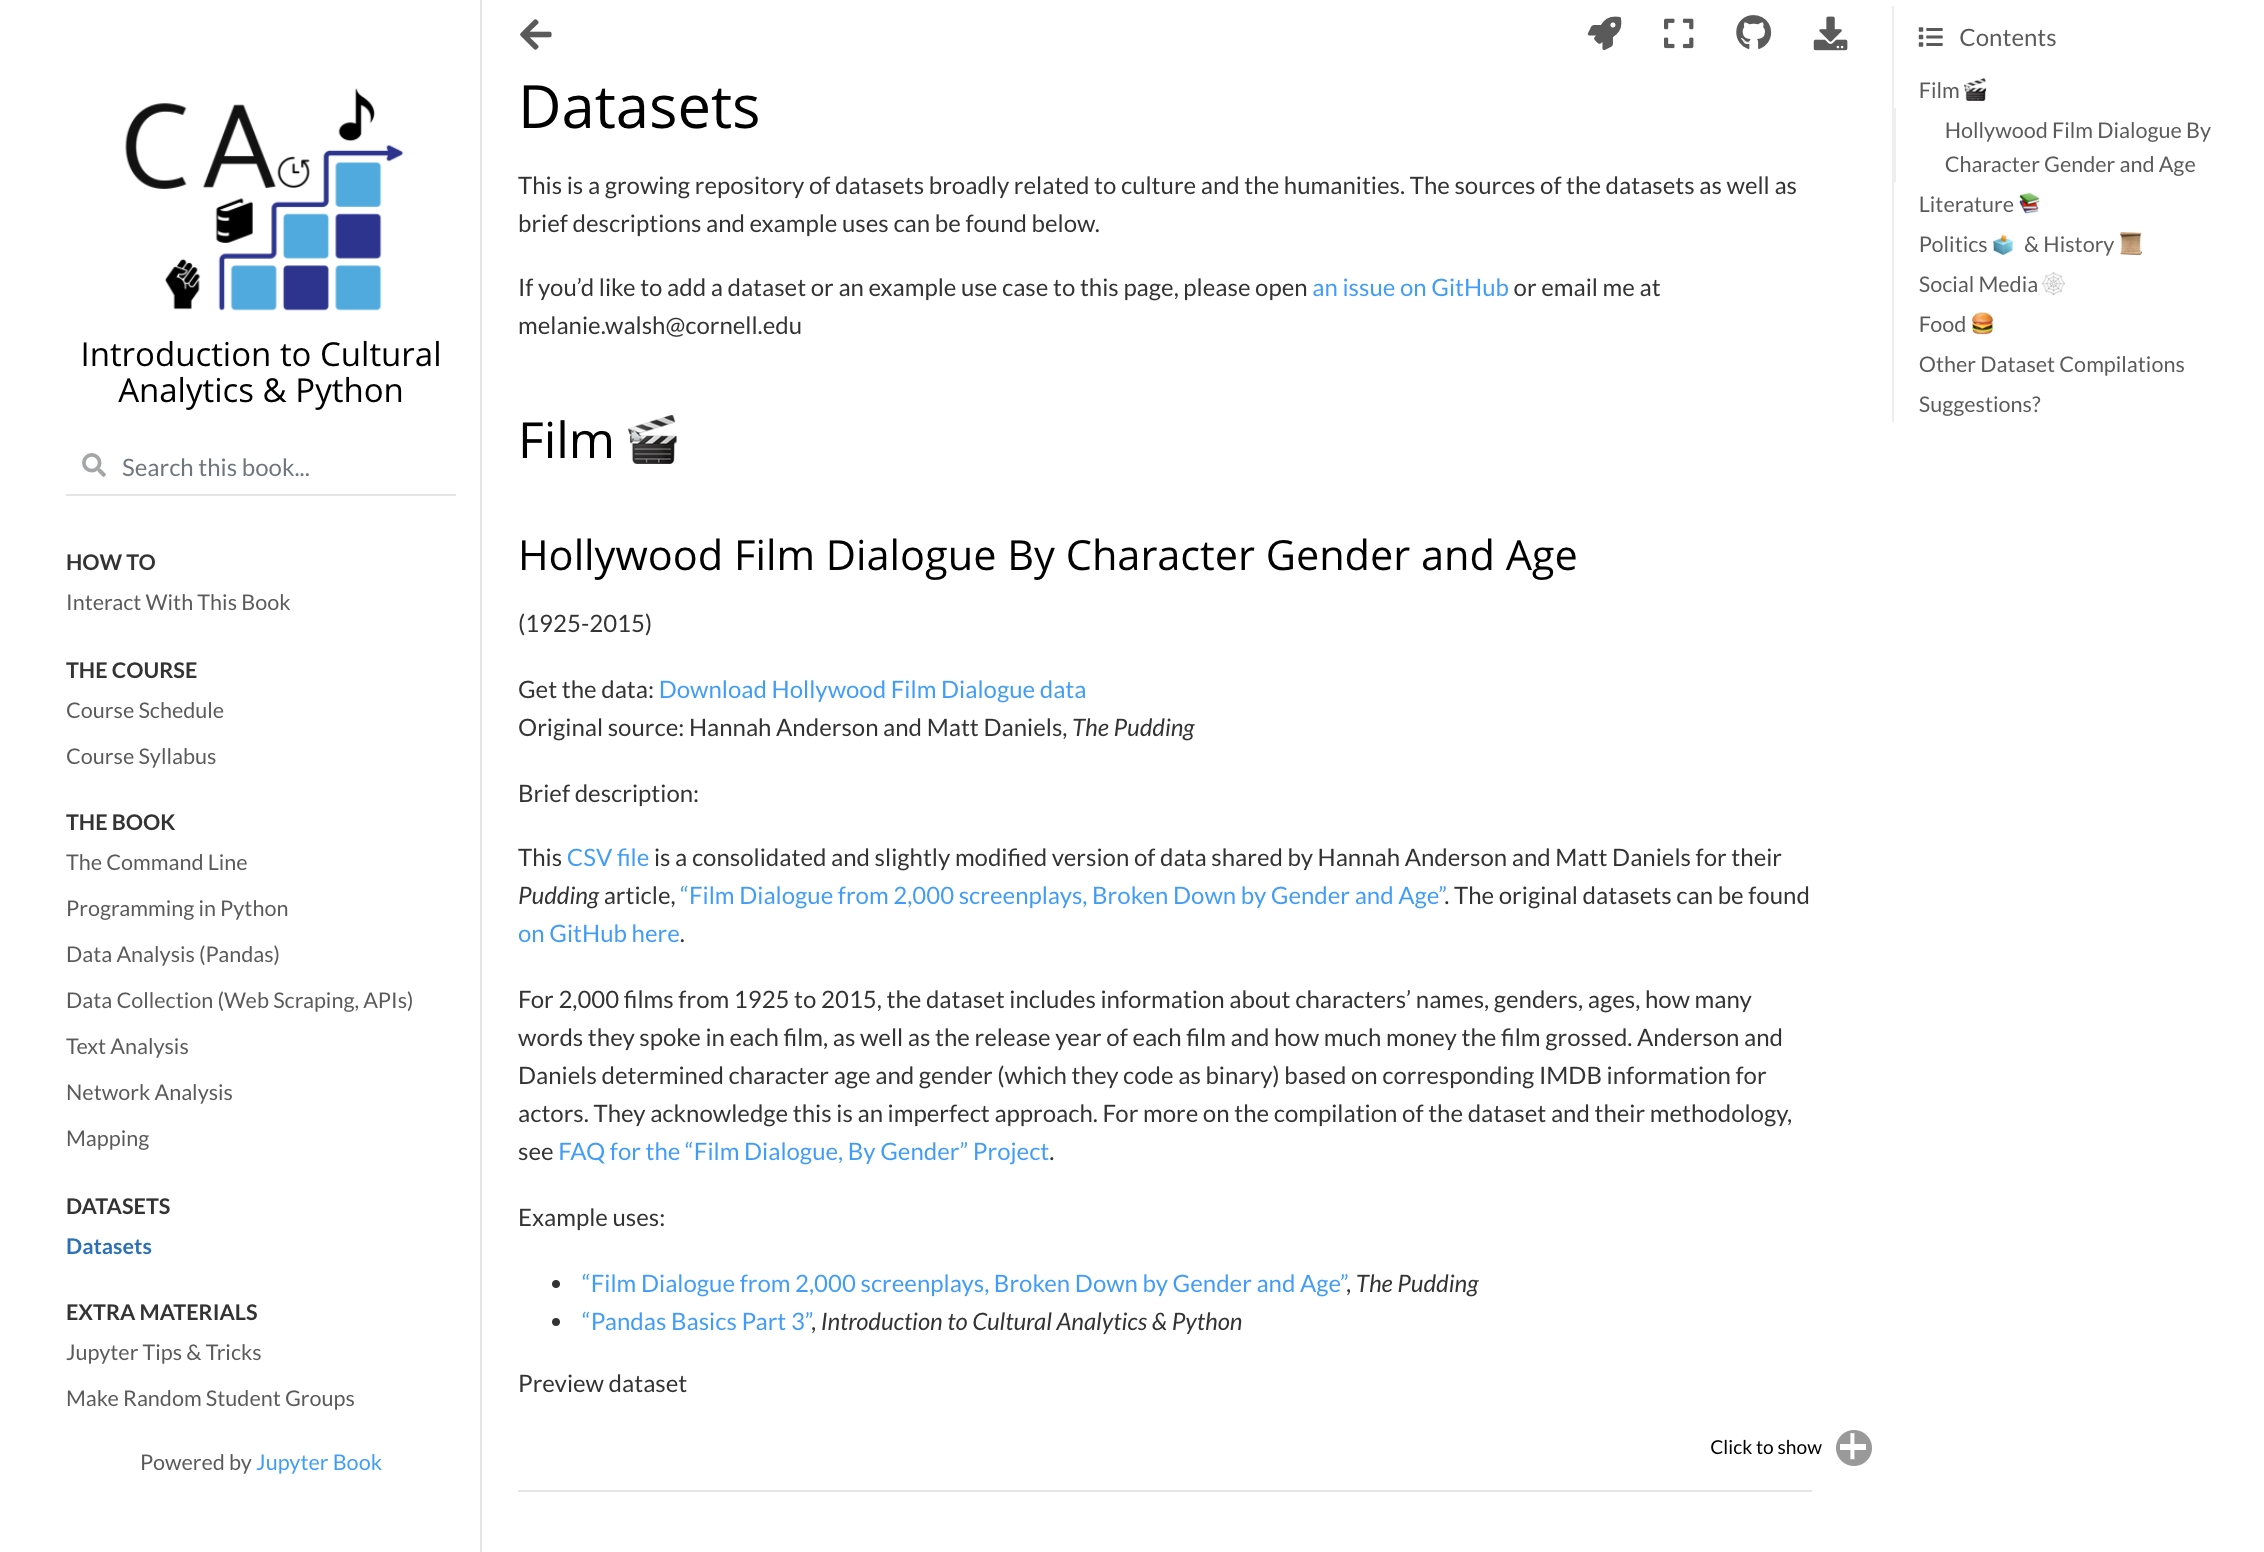 CA
Introduction to Cultural
Analytics & Python
Search this book...
HOW TO
Interact With This Book
THE COURSE
Course Schedule
Course Syllabus
THE BOOK
The Command Line
Programming in Python
Data Analysis (Pandas)
Data Collection (Web Scraping, APIs)
Text Analysis
Network Analysis
Mapping
DATASETS
Datasets
EXTRA MATERIALS
Jupyter Tips & Tricks
Make Random Student Groups
Powered by Jupyter Book
Datasets
This is a growing repository of datasets broadly related to culture and the humanities. The sources of the datasets as well as
brief descriptions and example uses can be found below.
If you’d like to add a dataset or an example use case to this page, please open an issue on GitHub or email me at
melanie.walsh@cornell.edu
Film 🎬
Hollywood Film Dialogue By Character Gender and Age
(1925-2015)
Get the data: Download Hollywood Film Dialogue data
Original source: Hannah Anderson and Matt Daniels, The Pudding
Brief description:
This CSV file is a consolidated and slightly modified version of data shared by Hannah Anderson and Matt Daniels for their
Pudding article, “Film Dialogue from 2,000 screenplays, Broken Down by Gender and Age”. The original datasets can be found
on GitHub here.
For 2,000 films from 1925 to 2015, the dataset includes information about characters’ names, genders, ages, how many
words they spoke in each film, as well as the release year of each film and how much money the film grossed. Anderson and
Daniels determined character age and gender (which they code as binary) based on corresponding IMDB information for
actors. They acknowledge this is an imperfect approach. For more on the compilation of the dataset and their methodology,
see FAQ for the “Film Dialogue, By Gender” Project.
Example uses:
• “Film Dialogue from 2,000 screenplays, Broken Down by Gender and Age”, The Pudding
• “Pandas Basics Part 3”, Introduction to Cultural Analytics & Python
Preview dataset
Click to show
Contents
Film 🎬
Hollywood Film Dialogue By
Character Gender and Age
Literature 📚
Politics 🗳 & History 📜
Social Media 🕸
Food 🍔
Other Dataset Compilations
Suggestions?